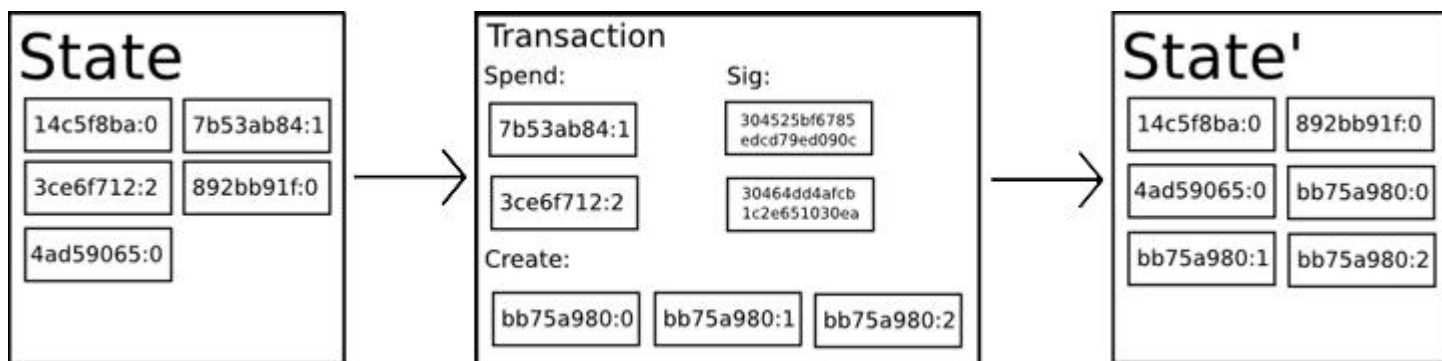 State
14c5f8ba:0 7b53ab84:1
3ce6f712:2 892bb91f:0
4ad59065:0
Transaction
Spend: Sig:
7b53ab84:1
304525bf6785
edcd79ed090c
3ce6f712:2
30464dd4afcb
1c2e651030ea
Create:
bb75a980:0 bb75a980:1 bb75a980:2
State'
14c5f8ba:0 892bb91f:0
4ad59065:0 bb75a980:0
bb75a980:1 bb75a980:2